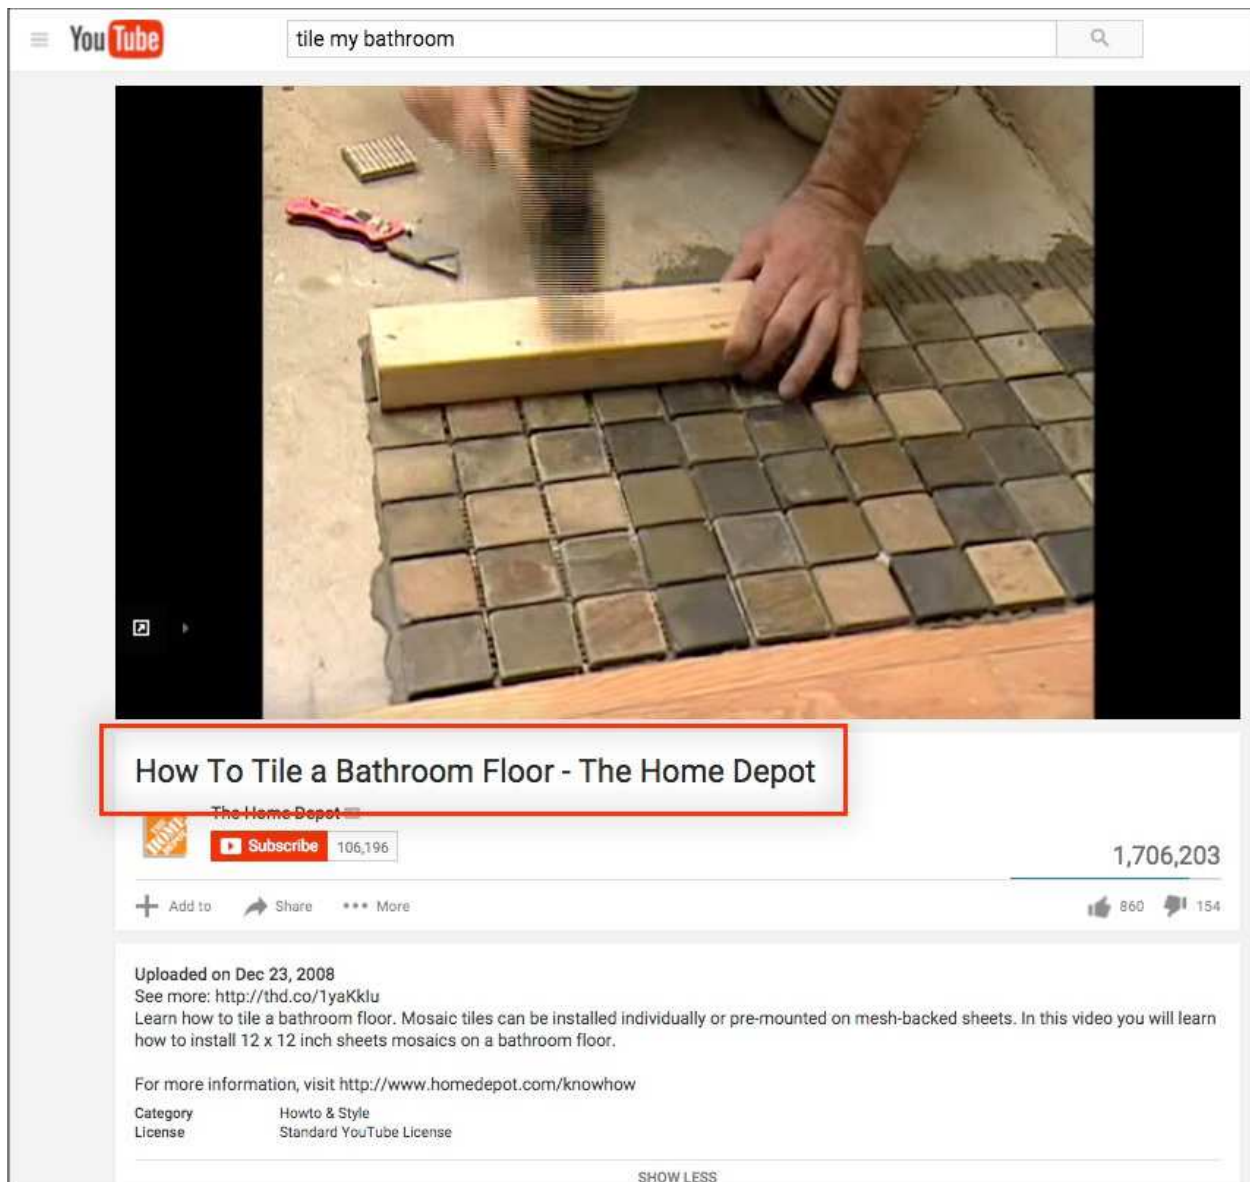 YouTube
tile my bathroom
How To Tile a Bathroom Floor - The Home Depot
The Home Depot
THE HOME DEPOT
Subscribe 106,196
1,706,203
Add to Share More
860 154
Uploaded on Dec 23, 2008
See more: http://thd.co/1yaKklu
Learn how to tile a bathroom floor. Mosaic tiles can be installed individually or pre-mounted on mesh-backed sheets. In this video you will learn
how to install 12 x 12 inch sheets mosaics on a bathroom floor.
For more information, visit http://www.homedepot.com/knowhow
Category Howto & Style
License Standard YouTube License
SHOW LESS